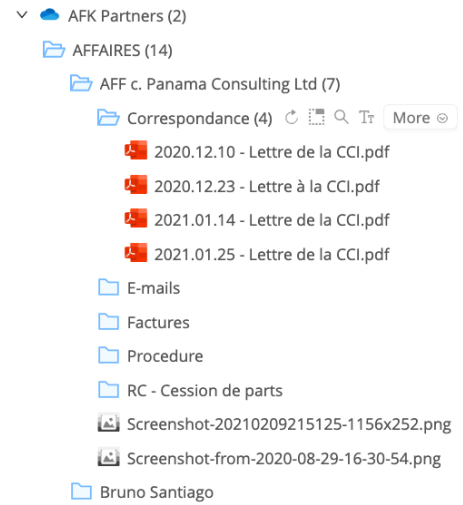 AFK Partners (2)
AFFAIRES (14)
AFF c. Panama Consulting Ltd (7)
Correspondance (4) Tт More
2020.12.10 - Lettre de la CCI.pdf
2020.12.23 - Lettre à la CCI.pdf
2021.01.14 - Lettre de la CCI.pdf
2021.01.25 - Lettre de la CCI.pdf
E-mails
Factures
Procedure
RC - Cession de parts
Screenshot-20210209215125-1156x252.png
Screenshot-from-2020-08-29-16-30-54.png
Bruno Santiago